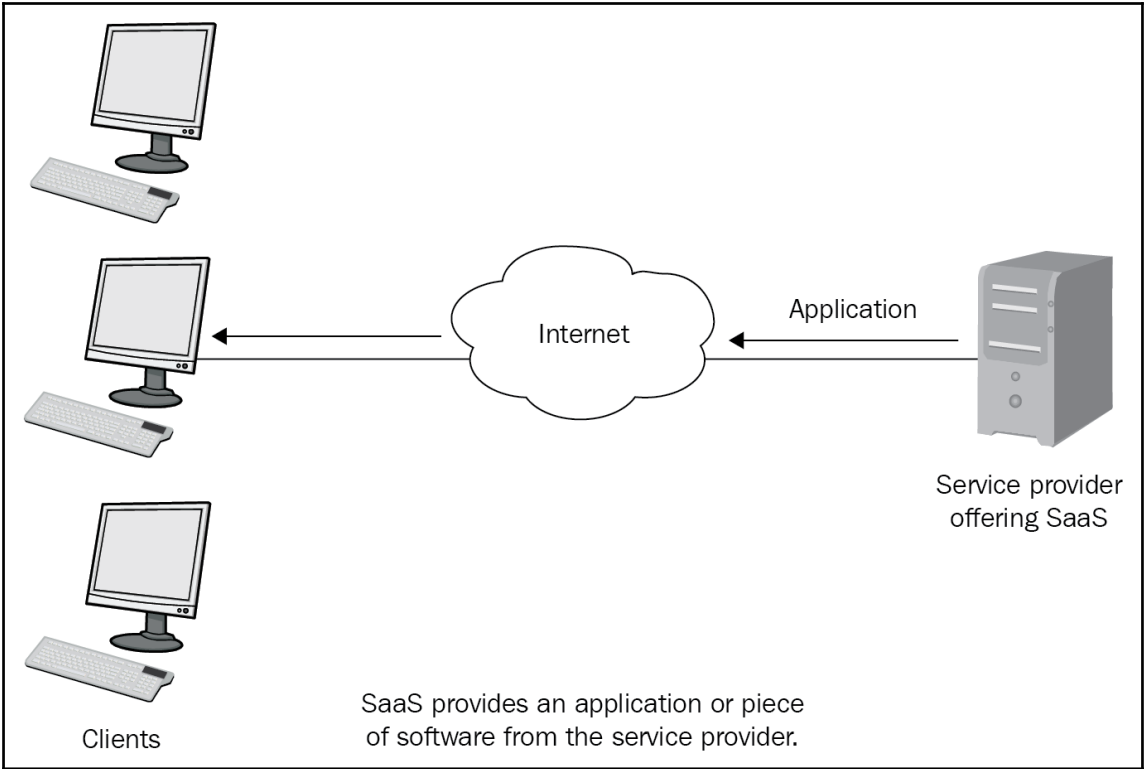 Internet
Application
Service provider
offering SaaS
Clients
SaaS provides an application or piece
of software from the service provider.